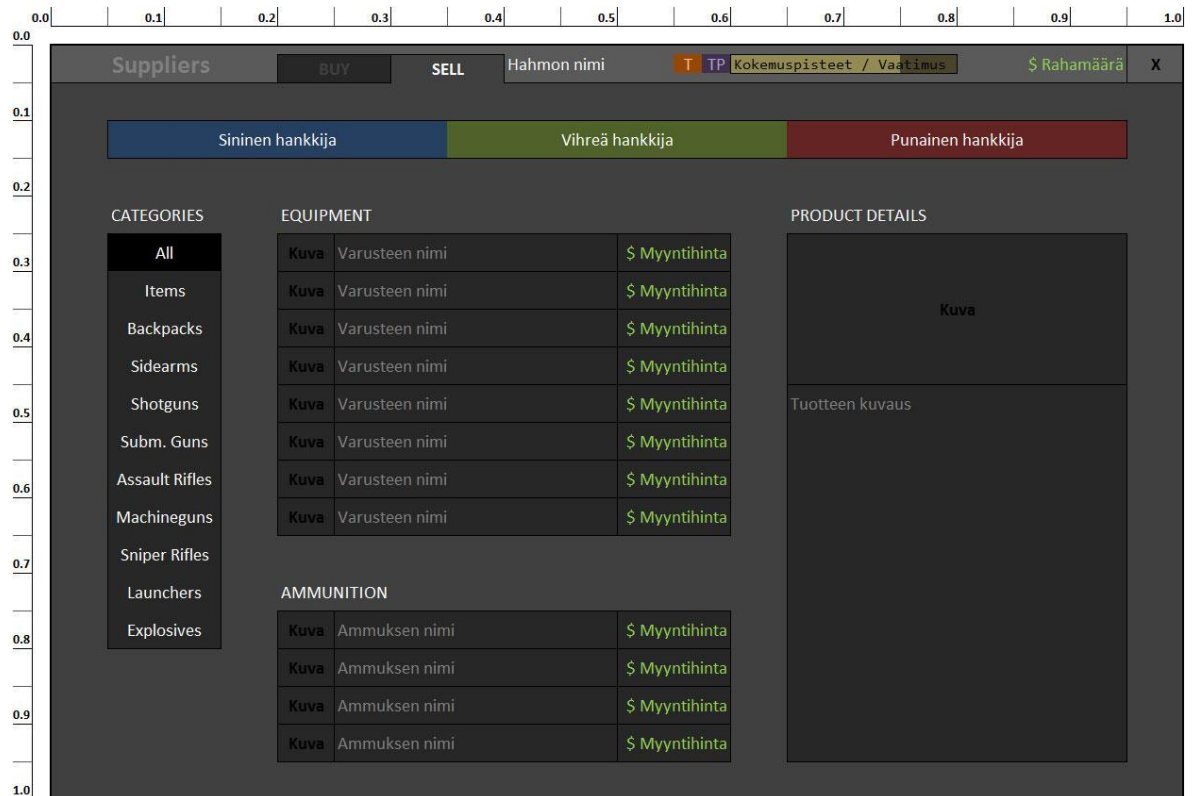 0.0 0.1 0.2 0.3 0.4 0.5 0.6 0.7 0.8 0.9 1.0
0.0
Suppliers BUY SELL Hahmon nimi T TP Kokemuspisteet / Vaatimus $ Rahamäärä X
0.1
Sininen hankkija Vihreä hankkija Punainen hankkija
0.2
CATEGORIES EQUIPMENT PRODUCT DETAILS
All Kuva Varusteen nimi $ Myyntihinta
0.3
Items Kuva Varusteen nimi $ Myyntihinta
Kuva
Backpacks Kuva Varusteen nimi $ Myyntihinta
0.4
Sidearms Kuva Varusteen nimi $ Myyntihinta
Shotguns Kuva Varusteen nimi $ Myyntihinta Tuotteen kuvaus
0.5
Subm. Guns Kuva Varusteen nimi $ Myyntihinta
Assault Rifles Kuva Varusteen nimi $ Myyntihinta
0.6
Machineguns Kuva Varusteen nimi $ Myyntihinta
Sniper Rifles
0.7
Launchers AMMUNITION
Explosives Kuva Ammuksen nimi $ Myyntihinta
0.8
Kuva Ammuksen nimi $ Myyntihinta
Kuva Ammuksen nimi $ Myyntihinta
0.9
Kuva Ammuksen nimi $ Myyntihinta
1.0